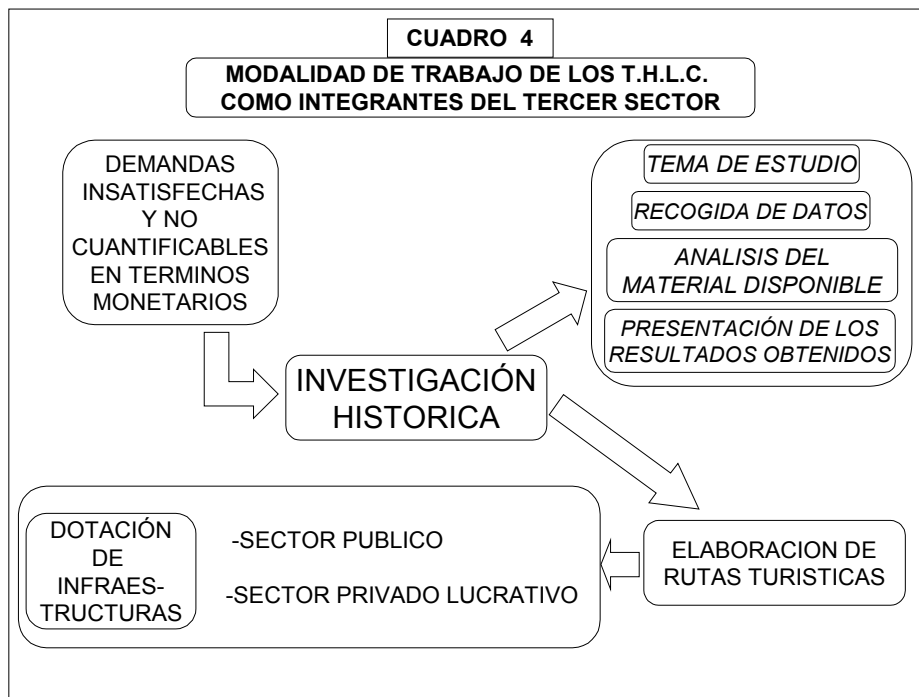 CUADRO 4
MODALIDAD DE TRABAJO DE LOS T.H.L.C.
COMO INTEGRANTES DEL TERCER SECTOR
DEMANDAS
INSATISFECHAS
Y NO
CUANTIFICABLES
EN TERMINOS
MONETARIOS
TEMA DE ESTUDIO
RECOGIDA DE DATOS
ANALISIS DEL
MATERIAL DISPONIBLE
PRESENTACIÓN DE LOS
RESULTADOS OBTENIDOS
INVESTIGACIÓN
HISTORICA
DOTACIÓN
DE
INFRAES-
TRUCTURAS
-SECTOR PUBLICO
-SECTOR PRIVADO LUCRATIVO
ELABORACION DE
RUTAS TURISTICAS